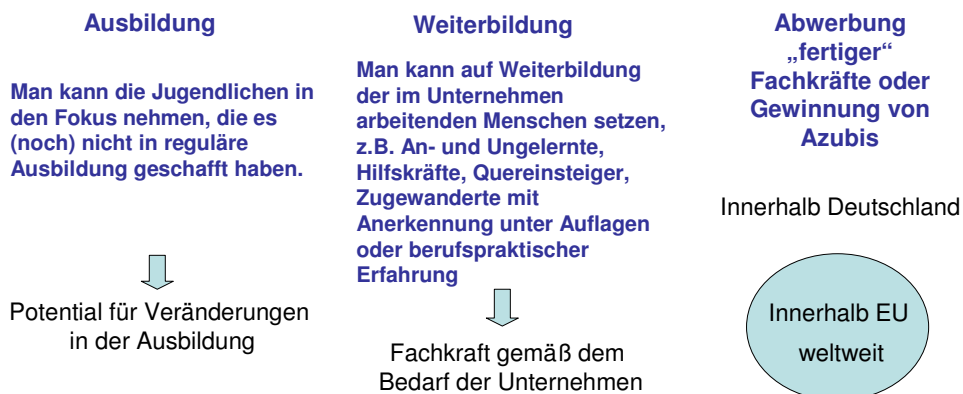 Ausbildung
Man kann die Jugendlichen in
den Fokus nehmen, die es
(noch) nicht in reguläre
Ausbildung geschafft haben.
Potential für Veränderungen
in der Ausbildung
Weiterbildung
Man kann auf Weiterbildung
der im Unternehmen
arbeitenden Menschen setzen,
z.B. An- und Ungelernte,
Hilfskräfte, Quereinsteiger,
Zugewanderte mit
Anerkennung unter Auflagen
oder berufspraktischer
Erfahrung
Fachkraft gemäß dem
Bedarf der Unternehmen
Abwerbung
„fertiger“
Fachkräfte oder
Gewinnung von
Azubis
Innerhalb Deutschland
Innerhalb EU
weltweit